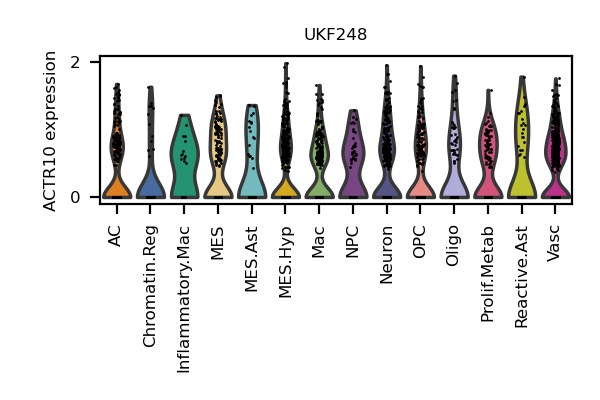 UKF248
ACTR10 expression
2
0
AC
Chromatin.Reg
Inflammatory.Mac
MES
MES.Ast
MES.Hyp
Mac
NPC
Neuron
OPC
Oligo
Prolif.Metab
Reactive.Ast
Vasc